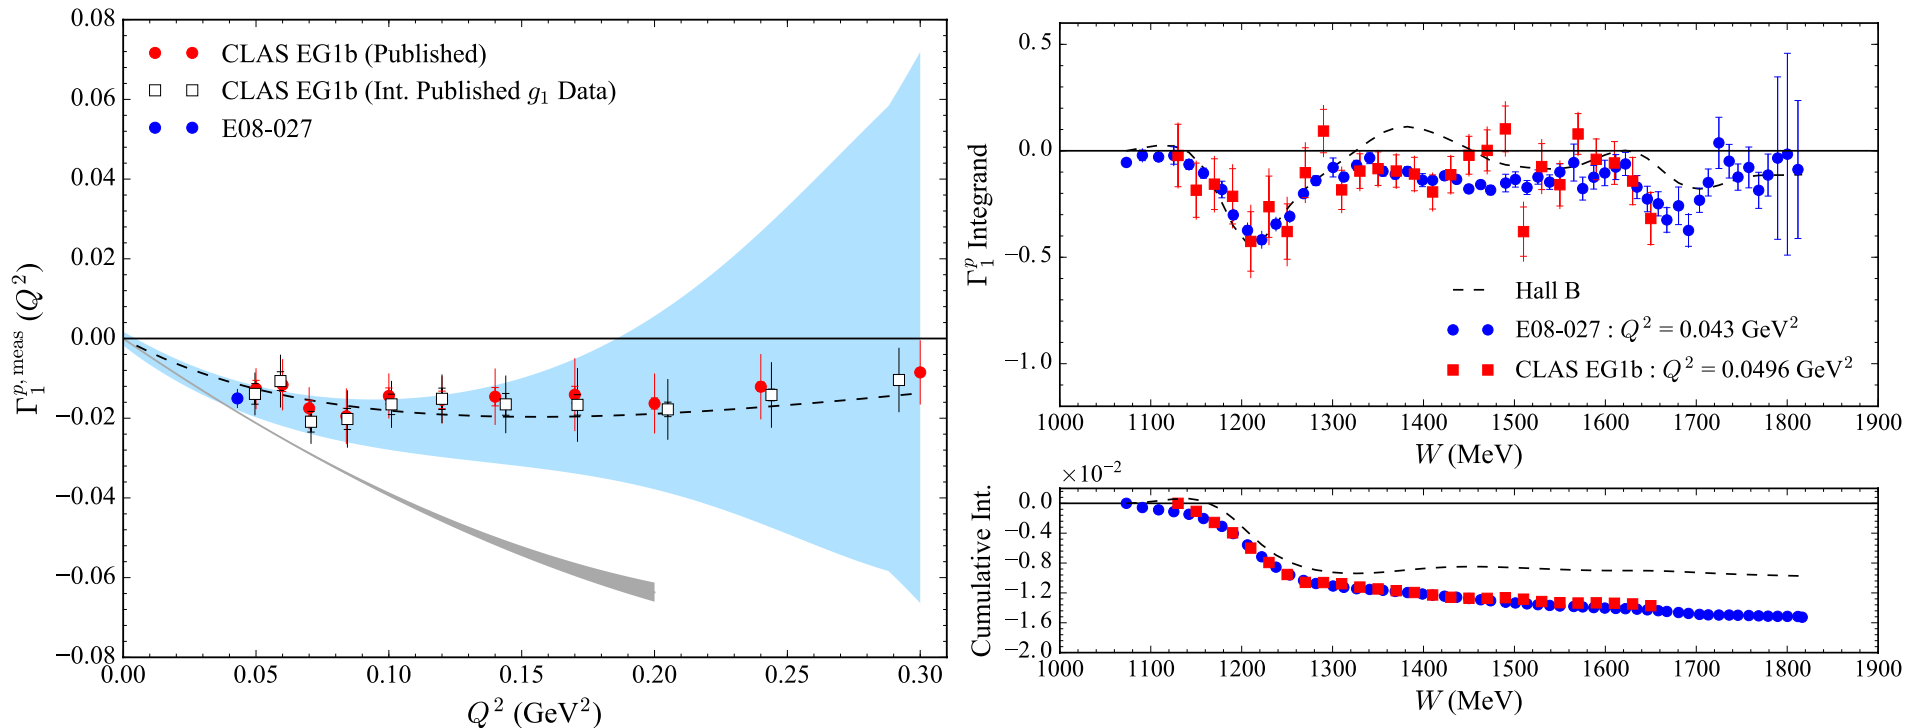 0.08
0.06
0.04
0.02
0.00
−0.02
−0.04
−0.06
−0.08
Γ₁^{p, meas} (Q²)
CLAS EG1b (Published)
CLAS EG1b (Int. Published g₁ Data)
E08-027
0.00 0.05 0.10 0.15 0.20 0.25 0.30
Q² (GeV²)
0.5
0.0
−0.5
−1.0
Γ₁^p Integrand
Hall B
E08-027 : Q² = 0.043 GeV²
CLAS EG1b : Q² = 0.0496 GeV²
1000 1100 1200 1300 1400 1500 1600 1700 1800 1900
W (MeV)
×10⁻²
0.0
−0.4
−0.8
−1.2
−1.6
−2.0
Cumulative Int.
1000 1100 1200 1300 1400 1500 1600 1700 1800 1900
W (MeV)